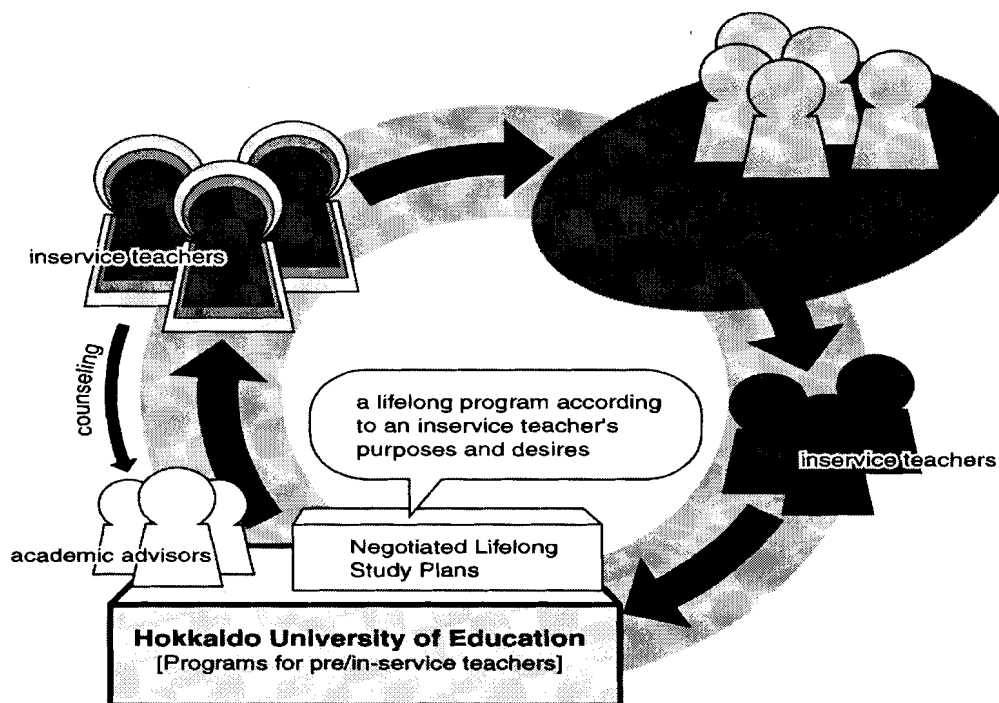 inservice teachers
counseling
a lifelong program according
to an inservice teacher's
purposes and desires
inservice teachers
academic advisors
Negotiated Lifelong
Study Plans
Hokkaido University of Education
[Programs for pre/in-service teachers]